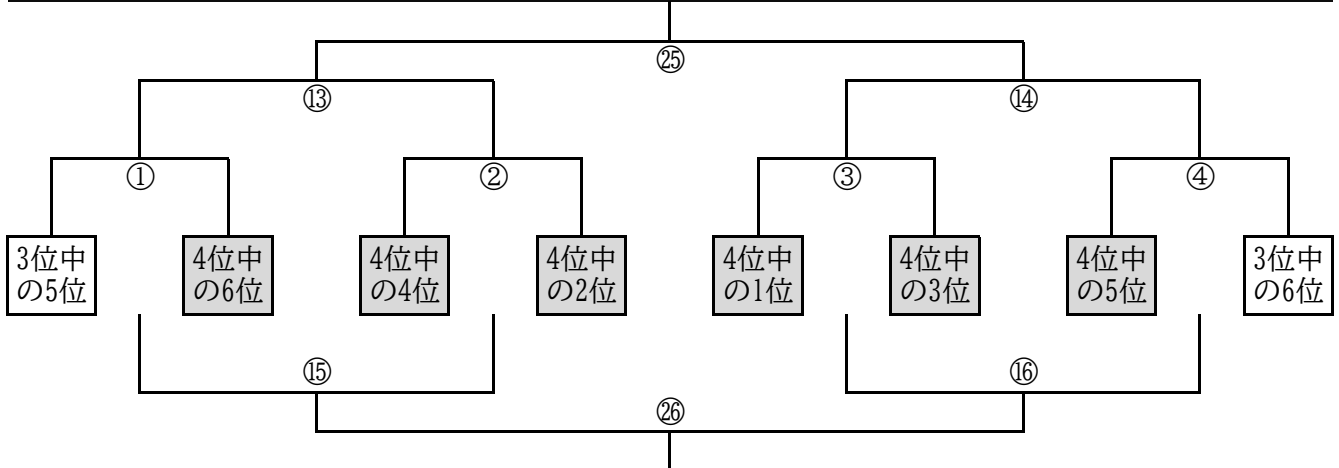 ㉕
⑬
⑭
①
②
③
④
3位中
の5位
4位中
の6位
4位中
の4位
4位中
の2位
4位中
の1位
4位中
の3位
4位中
の5位
3位中
の6位
⑮
⑯
㉖